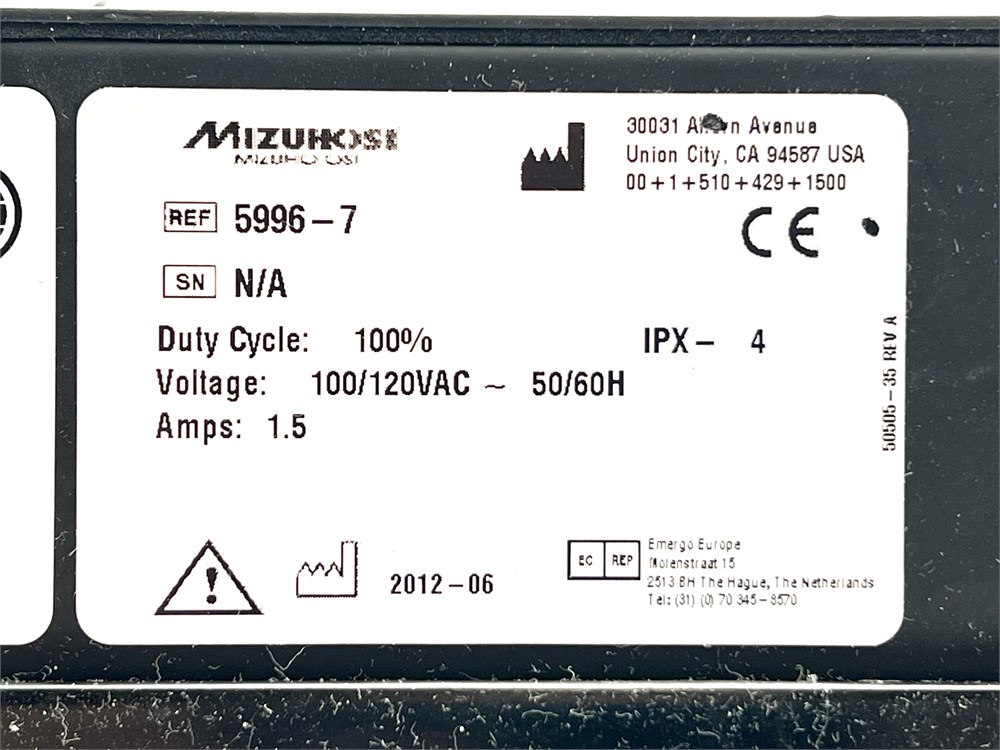 MIZUHOSI
MIZUHO OSI
30031 Avenue
Union City, CA 94587 USA
00+1+510+429+1500
REF 5996-7
CE
SN N/A
Duty Cycle: 100% IPX- 4
Voltage: 100/120VAC ~ 50/60H
Amps: 1.5
50505-35 REV A
2012-06
EC REP
Emergo Europe
Molenstraat 15
2513 BH The Hague, The Netherlands
Tel: (31) (0) 70 345-8570